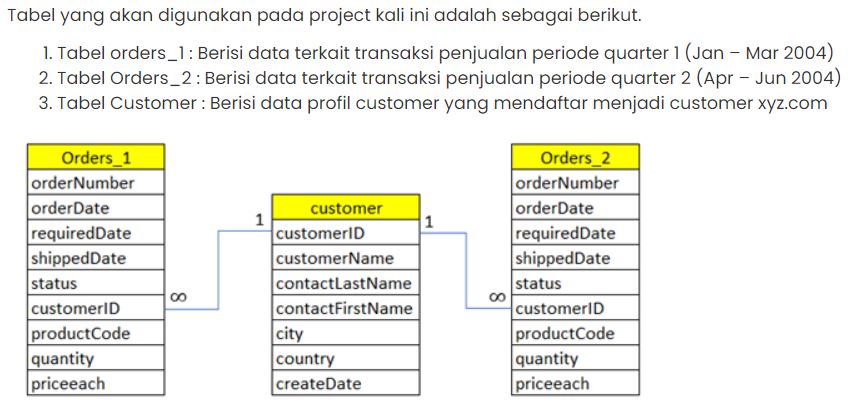 Tabel yang akan digunakan pada project kali ini adalah sebagai berikut.
1. Tabel orders_1 : Berisi data terkait transaksi penjualan periode quarter 1 (Jan – Mar 2004)
2. Tabel Orders_2 : Berisi data terkait transaksi penjualan periode quarter 2 (Apr – Jun 2004)
3. Tabel Customer : Berisi data profil customer yang mendaftar menjadi customer xyz.com
Orders_1
orderNumber
orderDate
requiredDate
shippedDate
status
customerID
productCode
quantity
priceeach
∞
1
customer
customerID
customerName
contactLastName
contactFirstName
city
country
createDate
1
∞
Orders_2
orderNumber
orderDate
requiredDate
shippedDate
status
customerID
productCode
quantity
priceeach